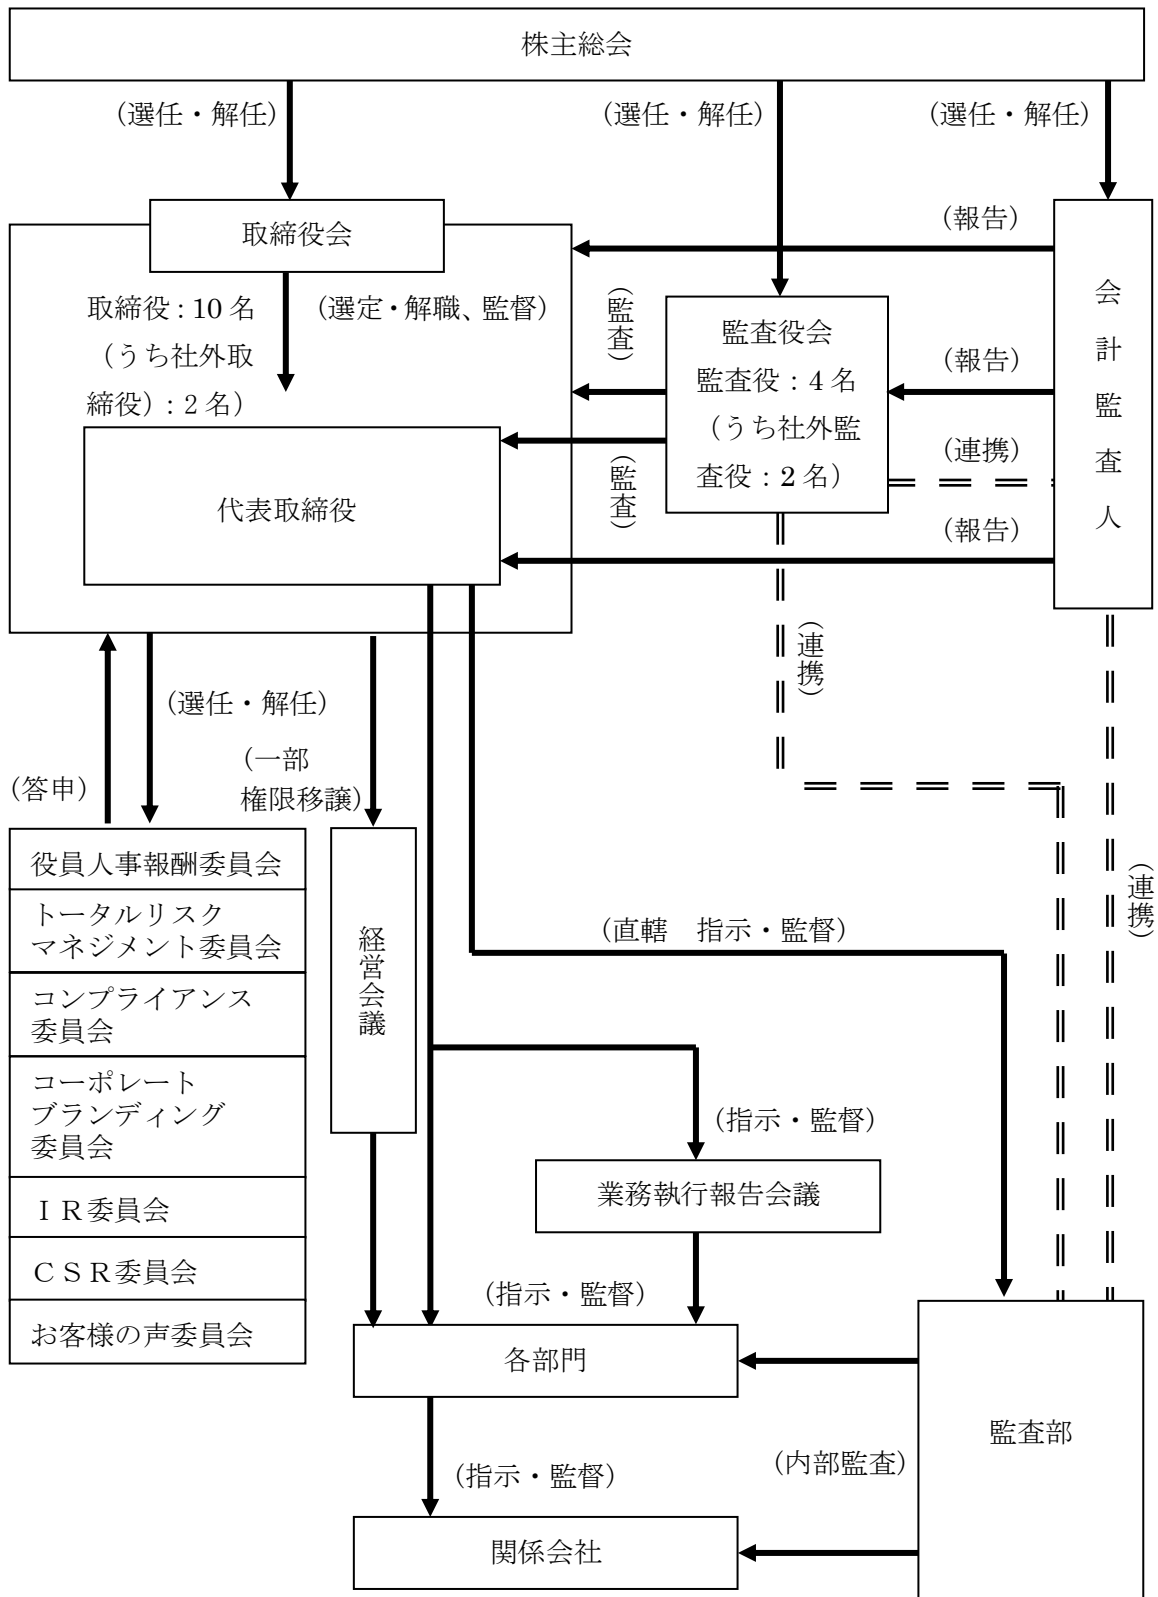 株主総会
（選任・解任）
（選任・解任）
（選任・解任）
取締役会
（報告）
取締役：10 名
（選定・解職、監督）
（うち社外取
締役）：2 名）
（監査）
監査役会
監査役：4 名
（うち社外監
査役：2 名）
（報告）
（連携）
（報告）
会計監査人
代表取締役
（監査）
（連携）
（選任・解任）
（一部
権限移譲）
（答申）
役員人事報酬委員会
トータルリスク
マネジメント委員会
コンプライアンス
委員会
コーポレート
ブランディング
委員会
ＩＲ委員会
ＣＳＲ委員会
お客様の声委員会
経営会議
（直轄　指示・監督）
（連携）
（指示・監督）
業務執行報告会議
（指示・監督）
各部門
監査部
（指示・監督）
（内部監査）
関係会社